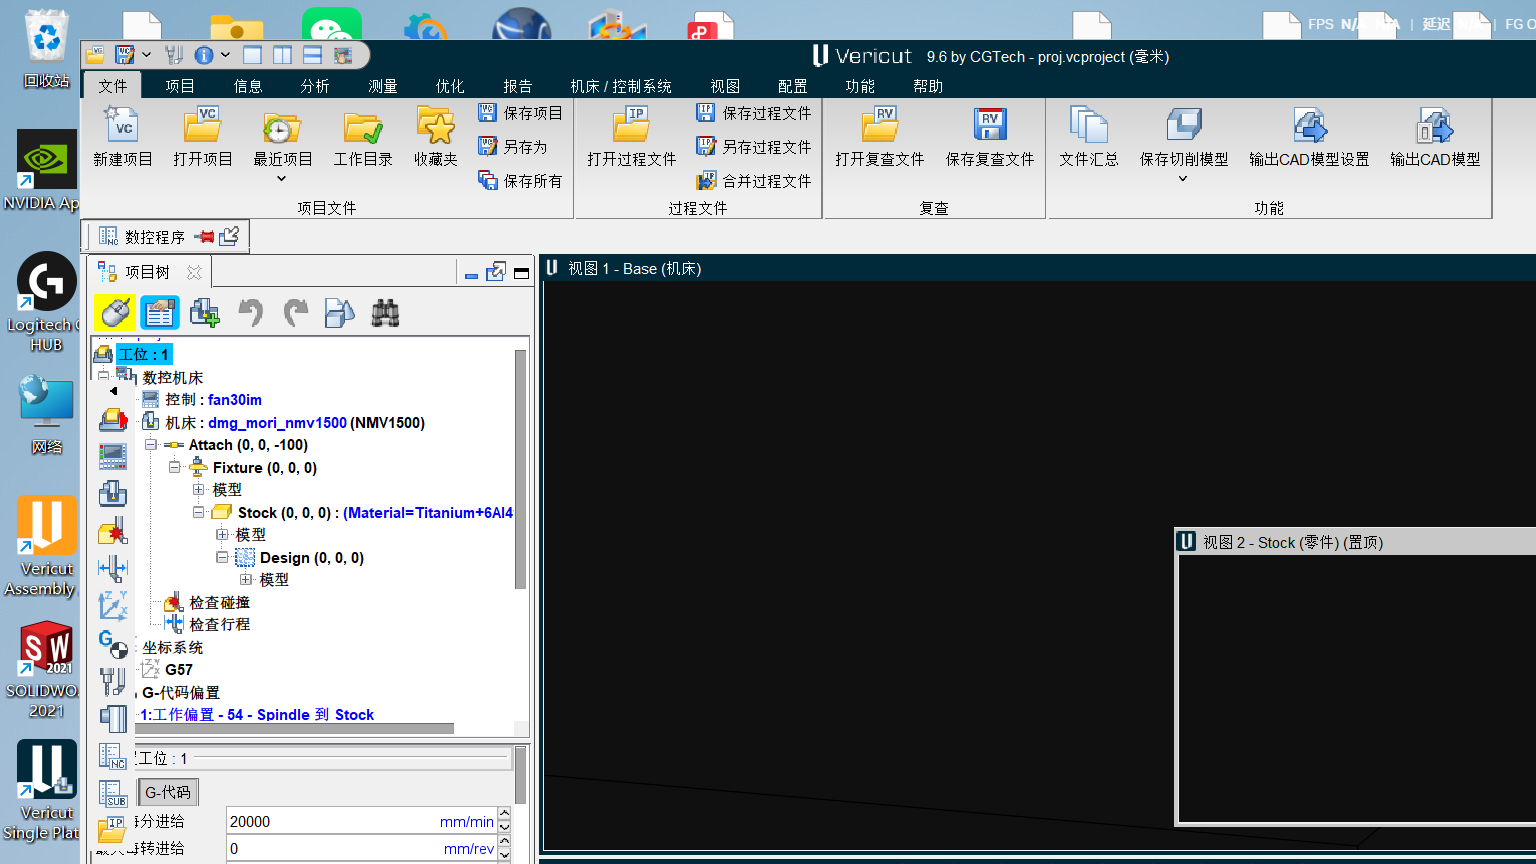 FPS N/A N/A | 延迟 N/A | FG O
回收站
NVIDIA Ap
Logitech G
HUB
网络
Vericut
Assembly
SOLIDWO
2021
Vericut
Single Plat
Vericut 9.6 by CGTech - proj.vcproject (毫米)
文件 项目 信息 分析 测量 优化 报告 机床 / 控制系统 视图 配置 功能 帮助
新建项目 打开项目 最近项目 工作目录 收藏夹
保存项目
另存为
保存所有
项目文件
打开过程文件
保存过程文件
另存过程文件
合并过程文件
过程文件
打开复查文件 保存复查文件
复查
文件汇总 保存切削模型 输出CAD模型设置 输出CAD模型
功能
数控程序
项目树
工位 : 1
数控机床
控制 : fan30im
机床 : dmg_mori_nmv1500 (NMV1500)
Attach (0, 0, -100)
Fixture (0, 0, 0)
模型
Stock (0, 0, 0) : (Material=Titanium+6Al4
模型
Design (0, 0, 0)
模型
检查碰撞
检查行程
坐标系统
G57
G-代码偏置
1:工作偏置 - 54 - Spindle 到 Stock
工位 : 1
G-代码
每分进给 20000 mm/min
最大每转进给 0 mm/rev
视图 1 - Base (机床)
视图 2 - Stock (零件) (置顶)